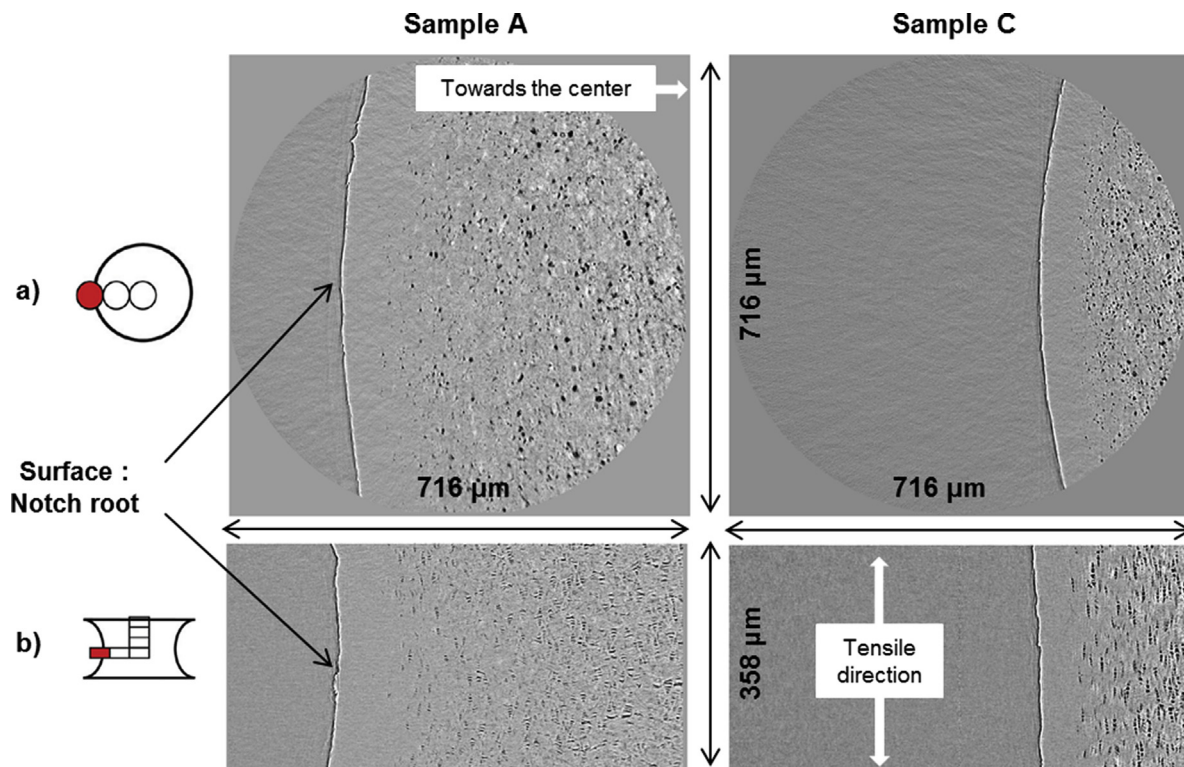 Sample A
Sample C
Towards the center
a)
716 µm
Surface :
Notch root
716 µm
716 µm
b)
358 µm
Tensile
direction